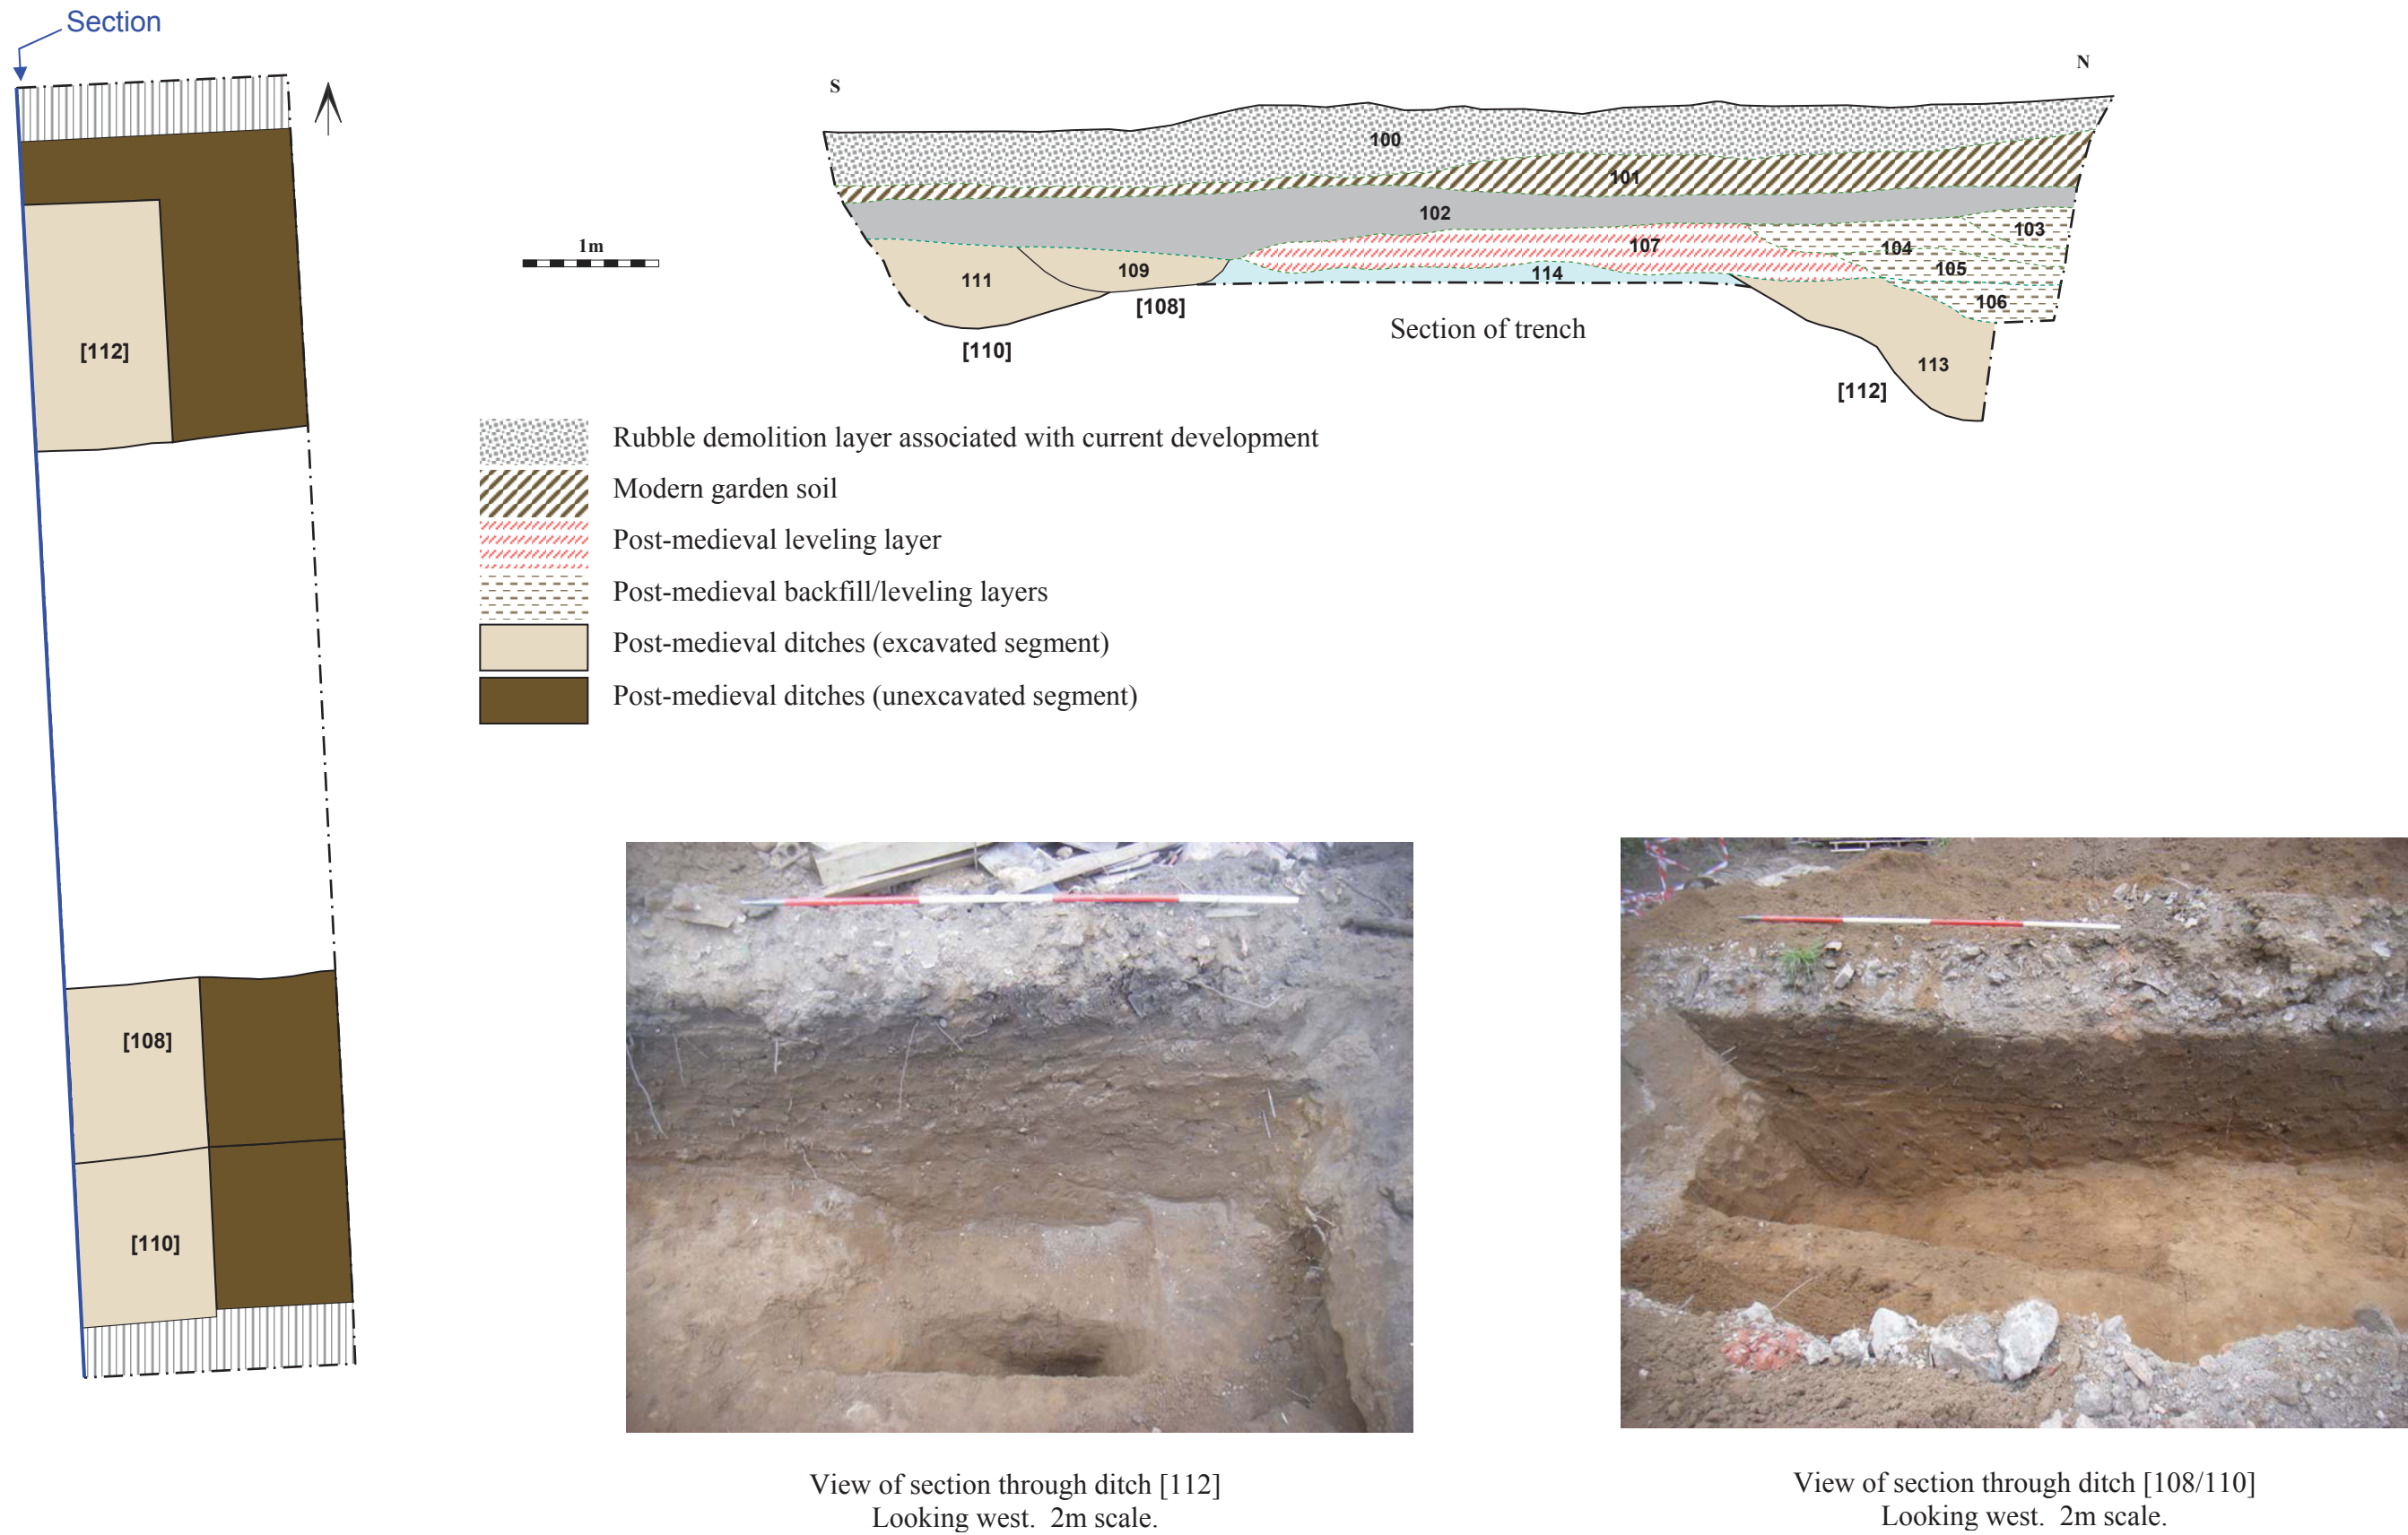 Section
S
N
100
101
1m
102
103
104
107
105
109
111
114
106
[108]
Section of trench
[110]
113
[112]
[112]
Rubble demolition layer associated with current development
Modern garden soil
Post-medieval leveling layer
Post-medieval backfill/leveling layers
Post-medieval ditches (excavated segment)
Post-medieval ditches (unexcavated segment)
[108]
[110]
View of section through ditch [112]
Looking west. 2m scale.
View of section through ditch [108/110]
Looking west. 2m scale.